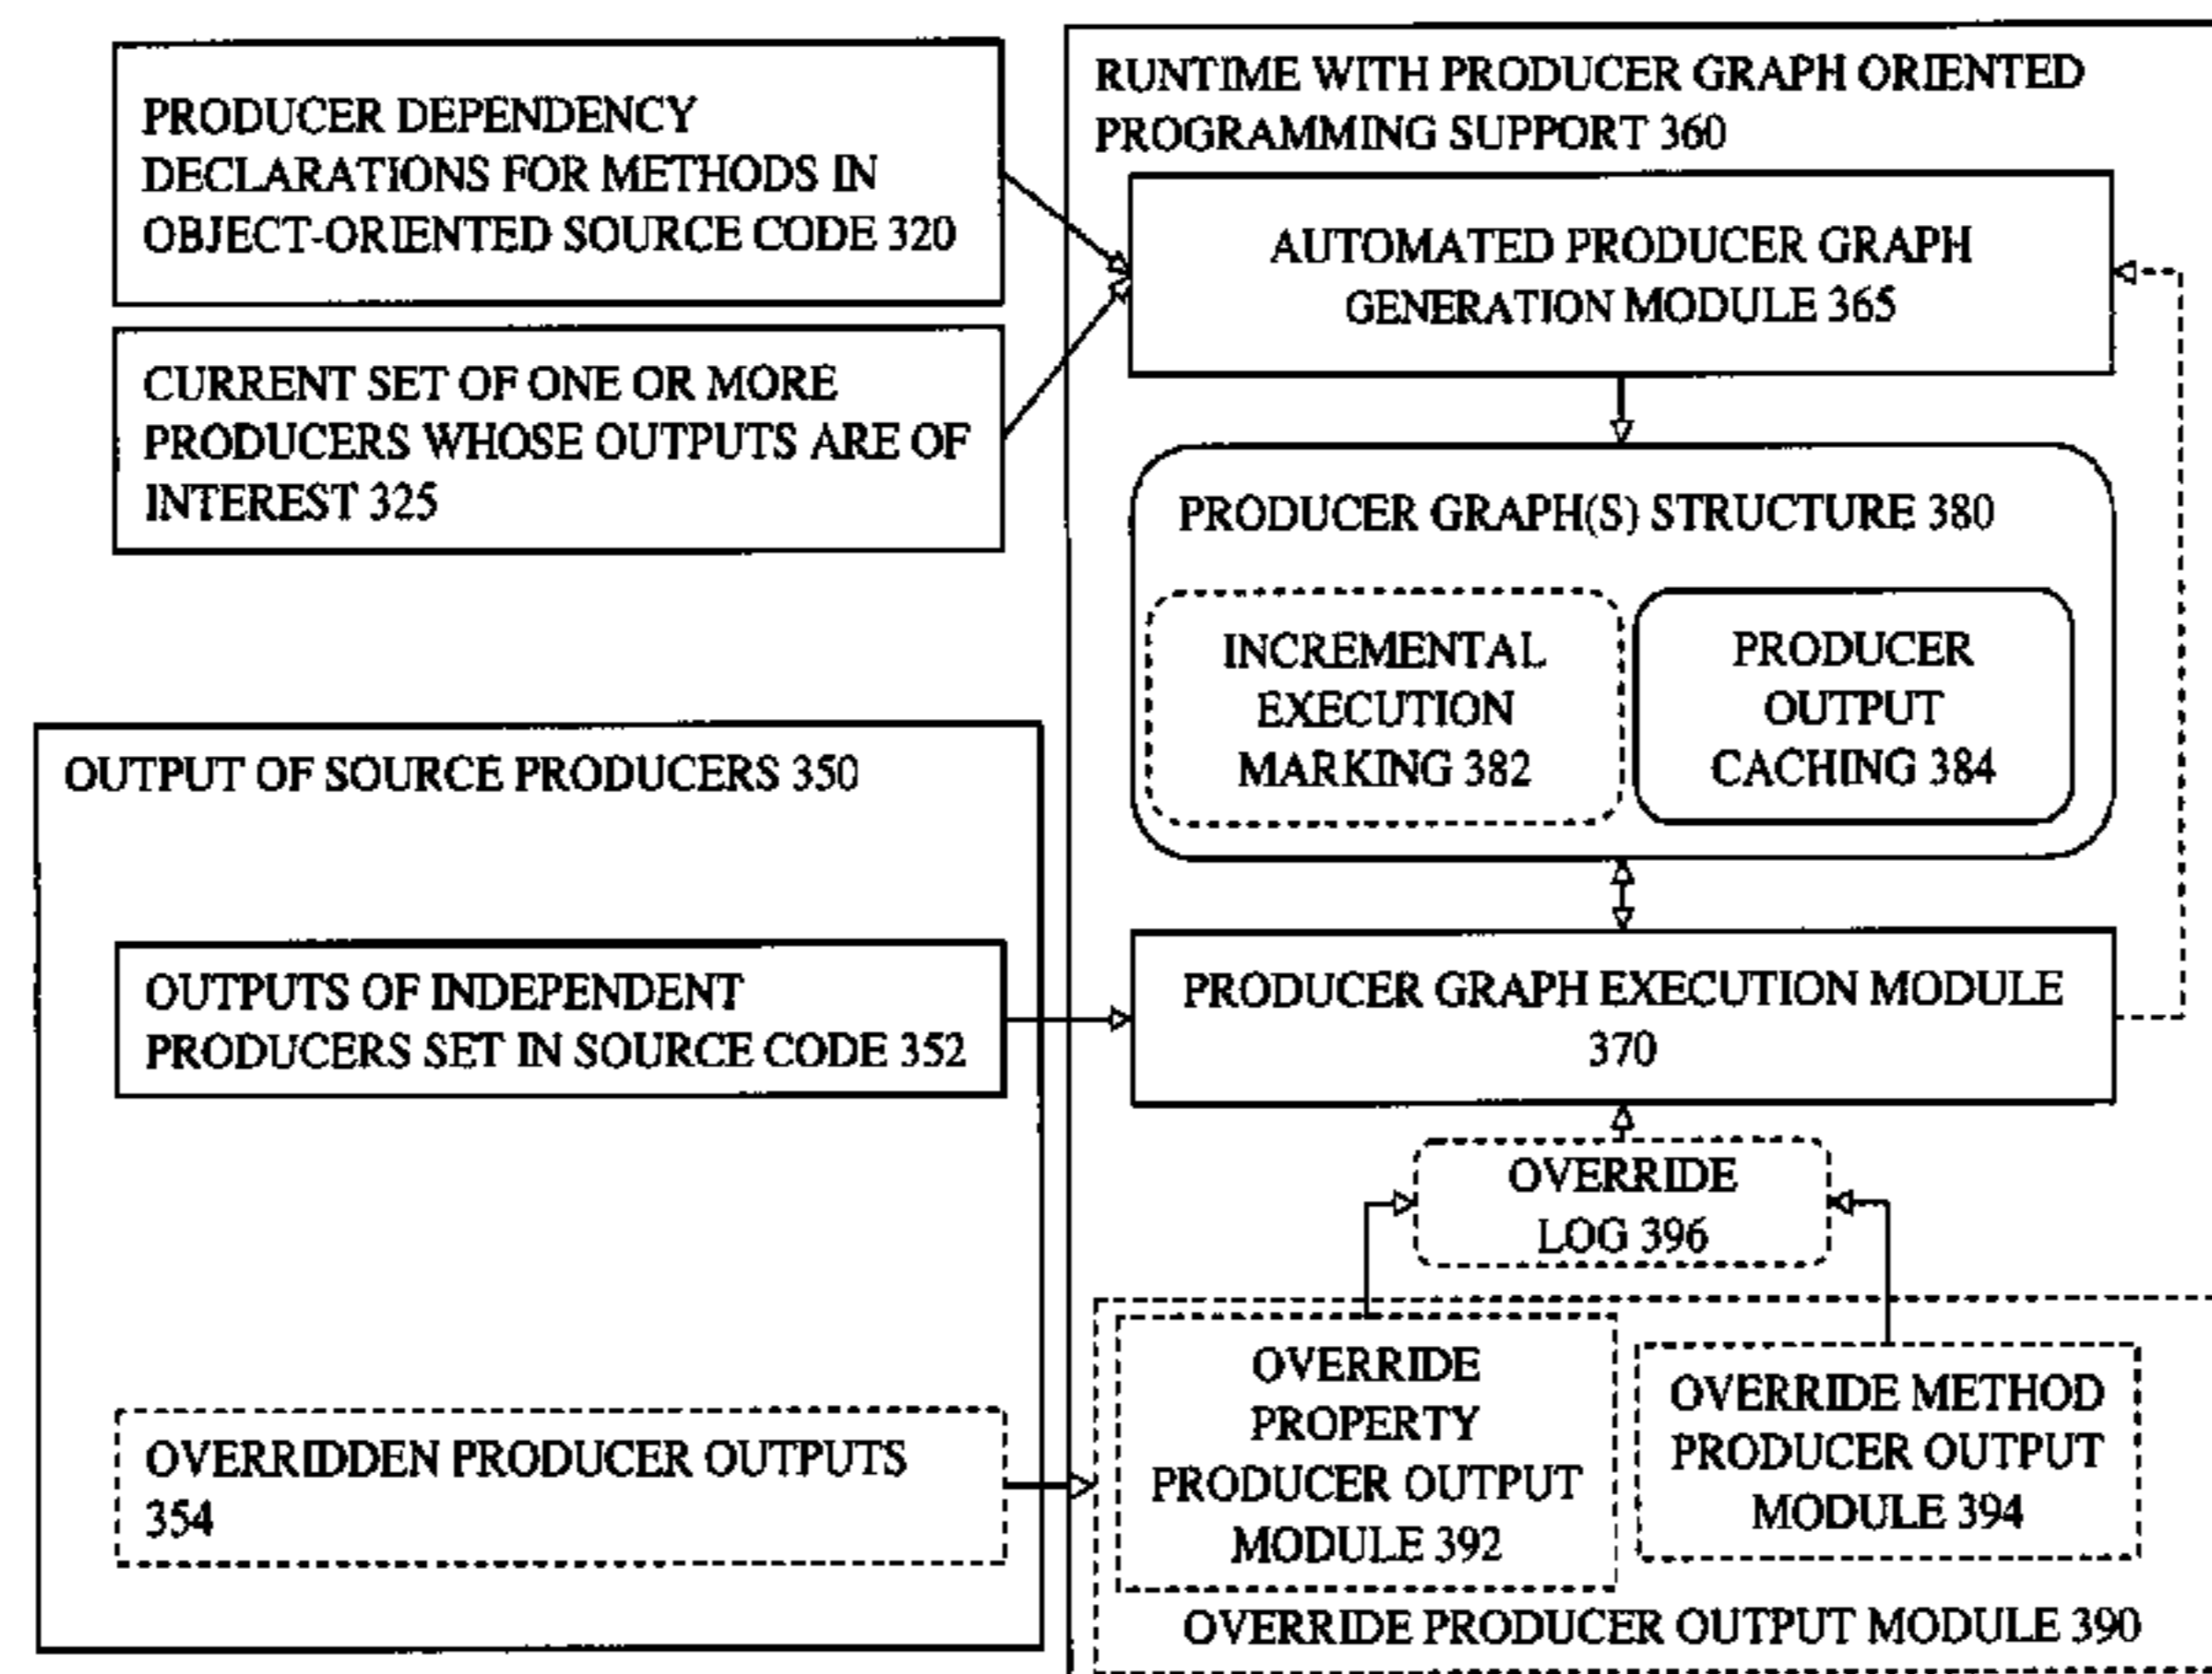 PRODUCER DEPENDENCY
DECLARATIONS FOR METHODS IN
OBJECT-ORIENTED SOURCE CODE 320
CURRENT SET OF ONE OR MORE
PRODUCERS WHOSE OUTPUTS ARE OF
INTEREST 325
OUTPUT OF SOURCE PRODUCERS 350
OUTPUTS OF INDEPENDENT
PRODUCERS SET IN SOURCE CODE 352
OVERRIDDEN PRODUCER OUTPUTS
354
RUNTIME WITH PRODUCER GRAPH ORIENTED
PROGRAMMING SUPPORT 360
AUTOMATED PRODUCER GRAPH
GENERATION MODULE 365
PRODUCER GRAPH(S) STRUCTURE 380
INCREMENTAL
EXECUTION
MARKING 382
PRODUCER
OUTPUT
CACHING 384
PRODUCER GRAPH EXECUTION MODULE
370
OVERRIDE
LOG 396
OVERRIDE
PROPERTY
PRODUCER OUTPUT
MODULE 392
OVERRIDE METHOD
PRODUCER OUTPUT
MODULE 394
OVERRIDE PRODUCER OUTPUT MODULE 390